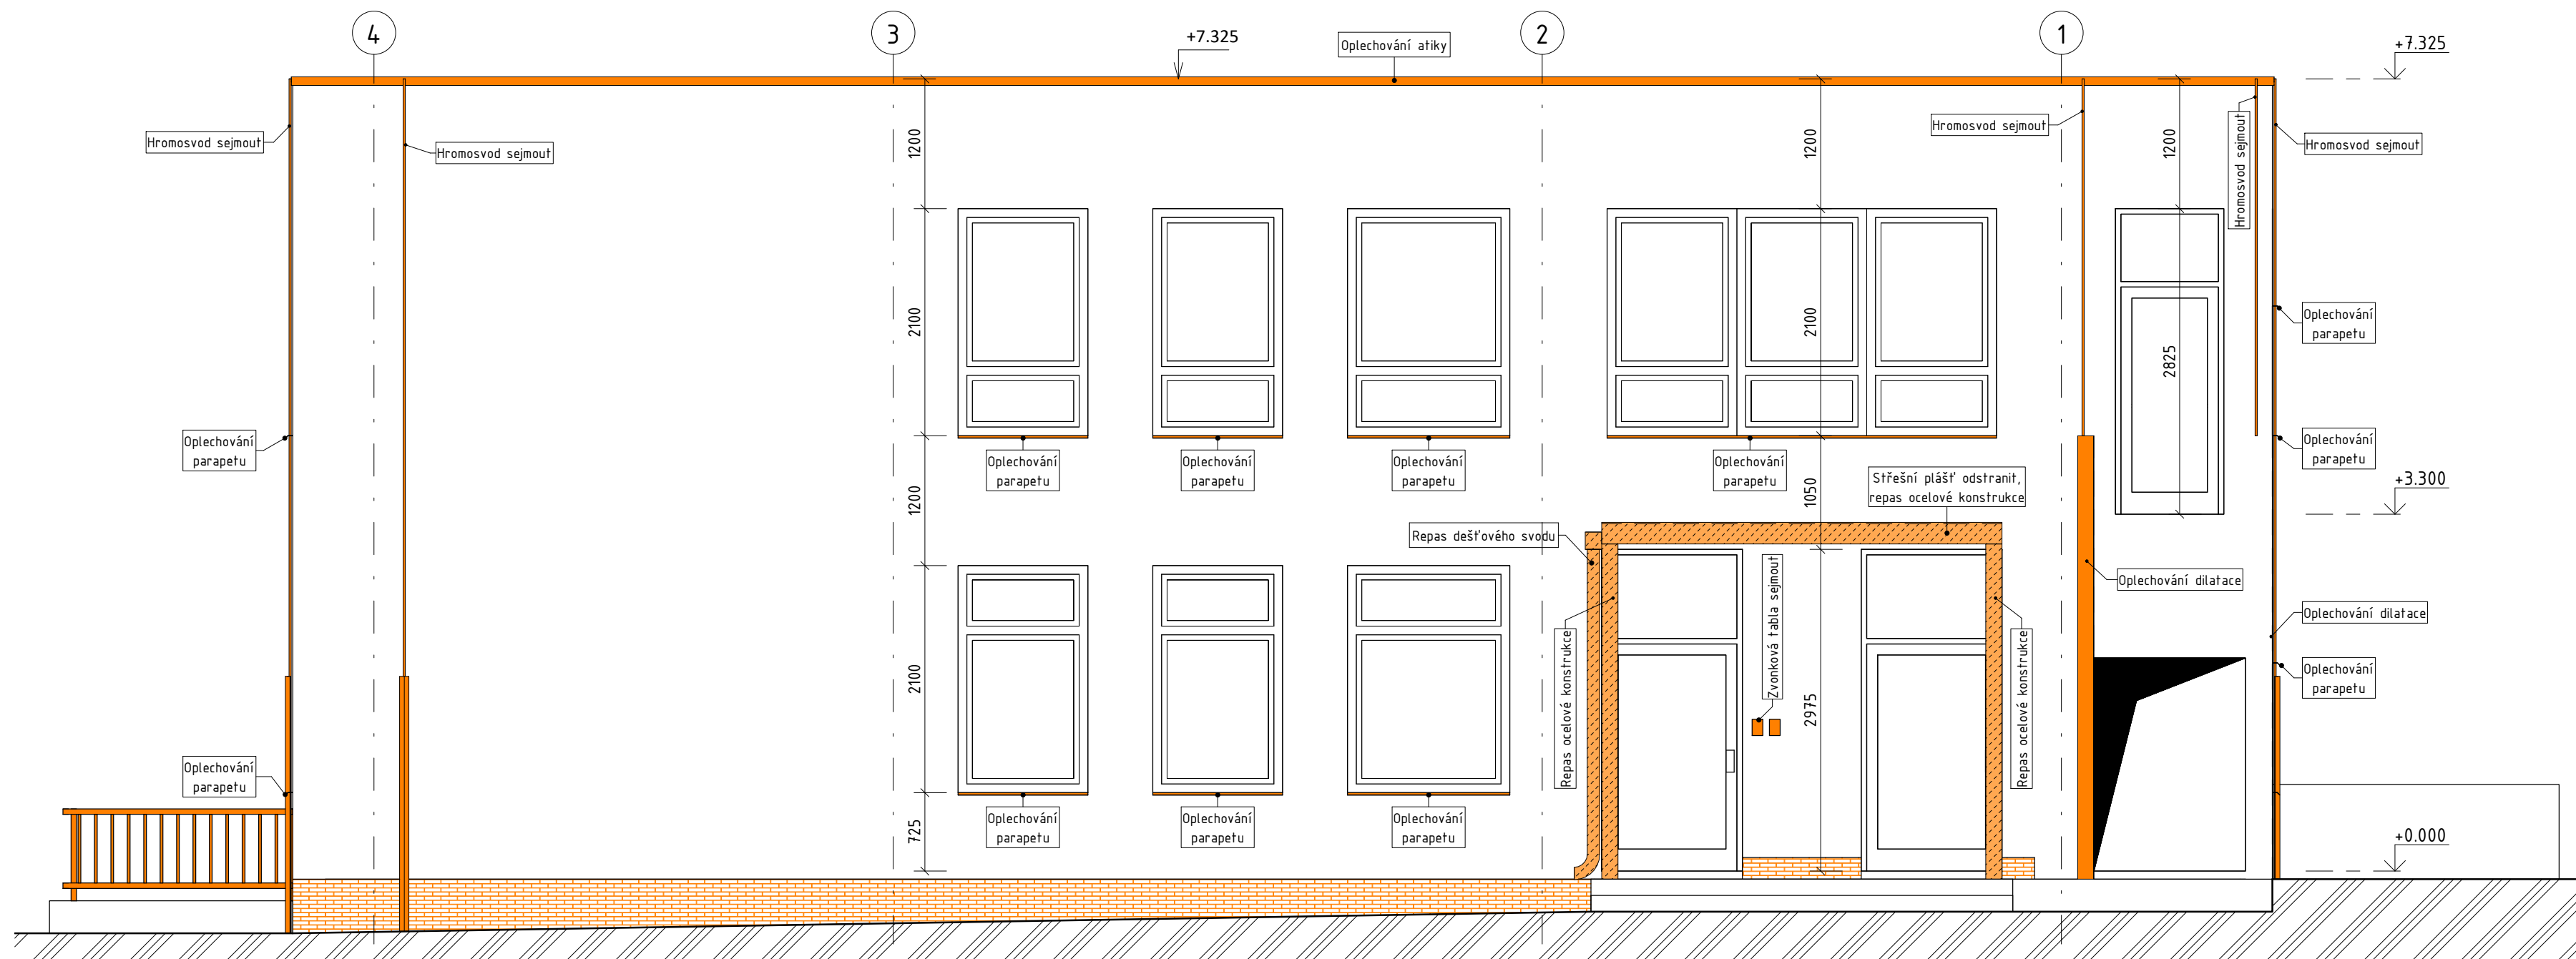 4
3
2
1
+7.325
Oplechování atiky
+7.325
Hromosvod sejmout
Hromosvod sejmout
1200
1200
Hromosvod sejmout
1200
Hromosvod sejmout
Hromosvod sejmout
2100
2100
2825
Oplechování
parapetu
Oplechování
parapetu
Oplechování
parapetu
Oplechování
parapetu
Oplechování
parapetu
Oplechování
parapetu
Oplechování
parapetu
1200
1050
Střešní plášť odstranit,
repas ocelové konstrukce
+3.300
Repas dešťového svodu
Zvonková tabla sejmout
Oplechování dilatace
Oplechování dilatace
2100
Repas ocelové konstrukce
2975
Repas ocelové konstrukce
Oplechování
parapetu
Oplechování
parapetu
725
Oplechování
parapetu
Oplechování
parapetu
Oplechování
parapetu
+0.000